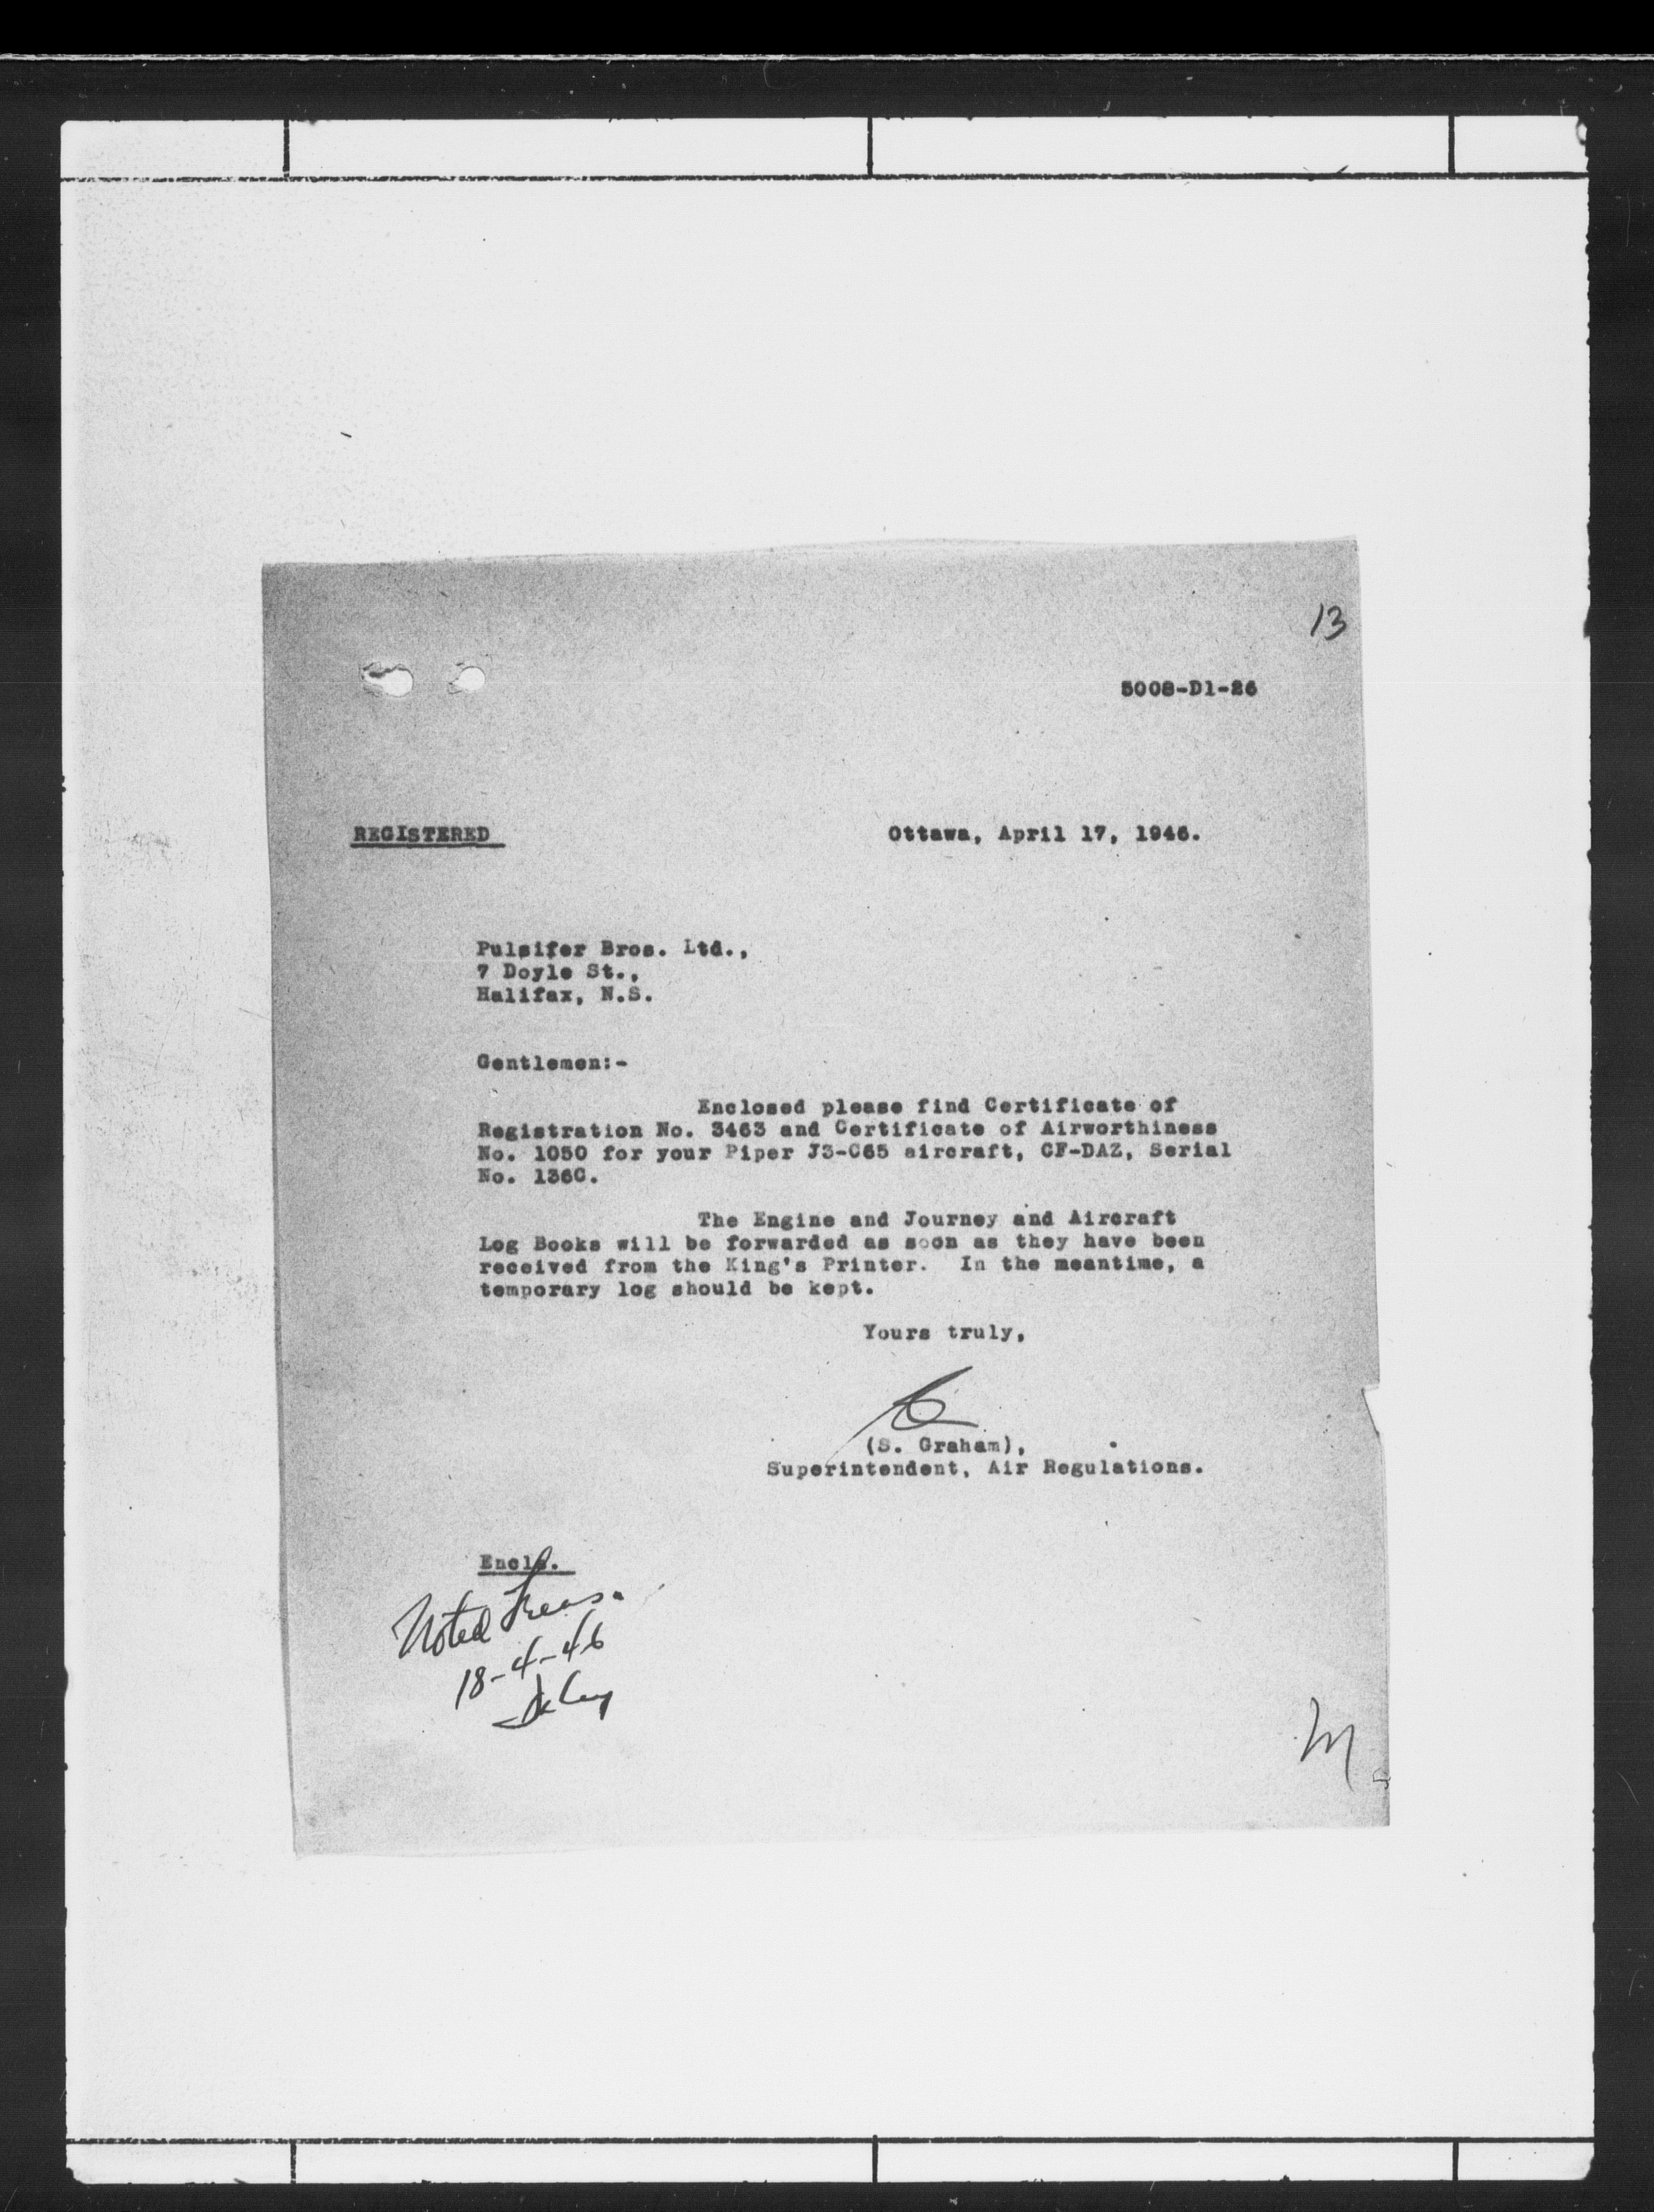 13
5008-D1-26
REGISTERED
Ottawa, April 17, 1946.
Pulsifer Bros. Ltd.,
7 Doyle St.,
Halifax, N.S.
Gentlemen:-
Enclosed please find Certificate of
Registration No. 3463 and Certificate of Airworthiness
No. 1050 for your Piper J3-C65 aircraft, CF-DAZ, Serial
No. 136C.
The Engine and Journey and Aircraft
Log Books will be forwarded as soon as they have been
received from the King's Printer. In the meantime, a
temporary log should be kept.
Yours truly,
(S. Graham),
Superintendent, Air Regulations.
Encls.
Noted Treas.
18-4-46
M